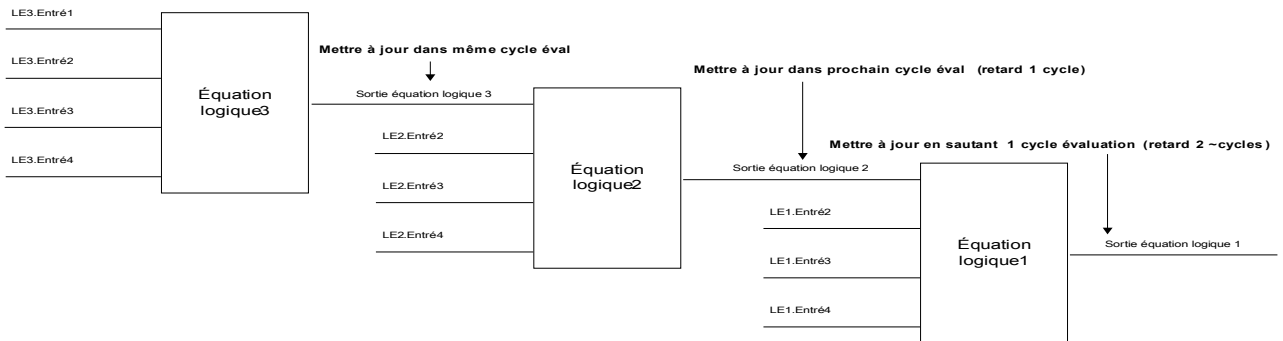 LE3.Entré1
LE3.Entré2
LE3.Entré3
LE3.Entré4
Équation
logique3
Mettre à jour dans même cycle éval
Sortie équation logique 3
LE2.Entré2
LE2.Entré3
LE2.Entré4
Équation
logique2
Mettre à jour dans prochain cycle éval (retard 1 cycle)
Sortie équation logique 2
Mettre à jour en sautant 1 cycle évaluation (retard 2 ~cycles)
LE1.Entré2
LE1.Entré3
LE1.Entré4
Équation
logique1
Sortie équation logique 1